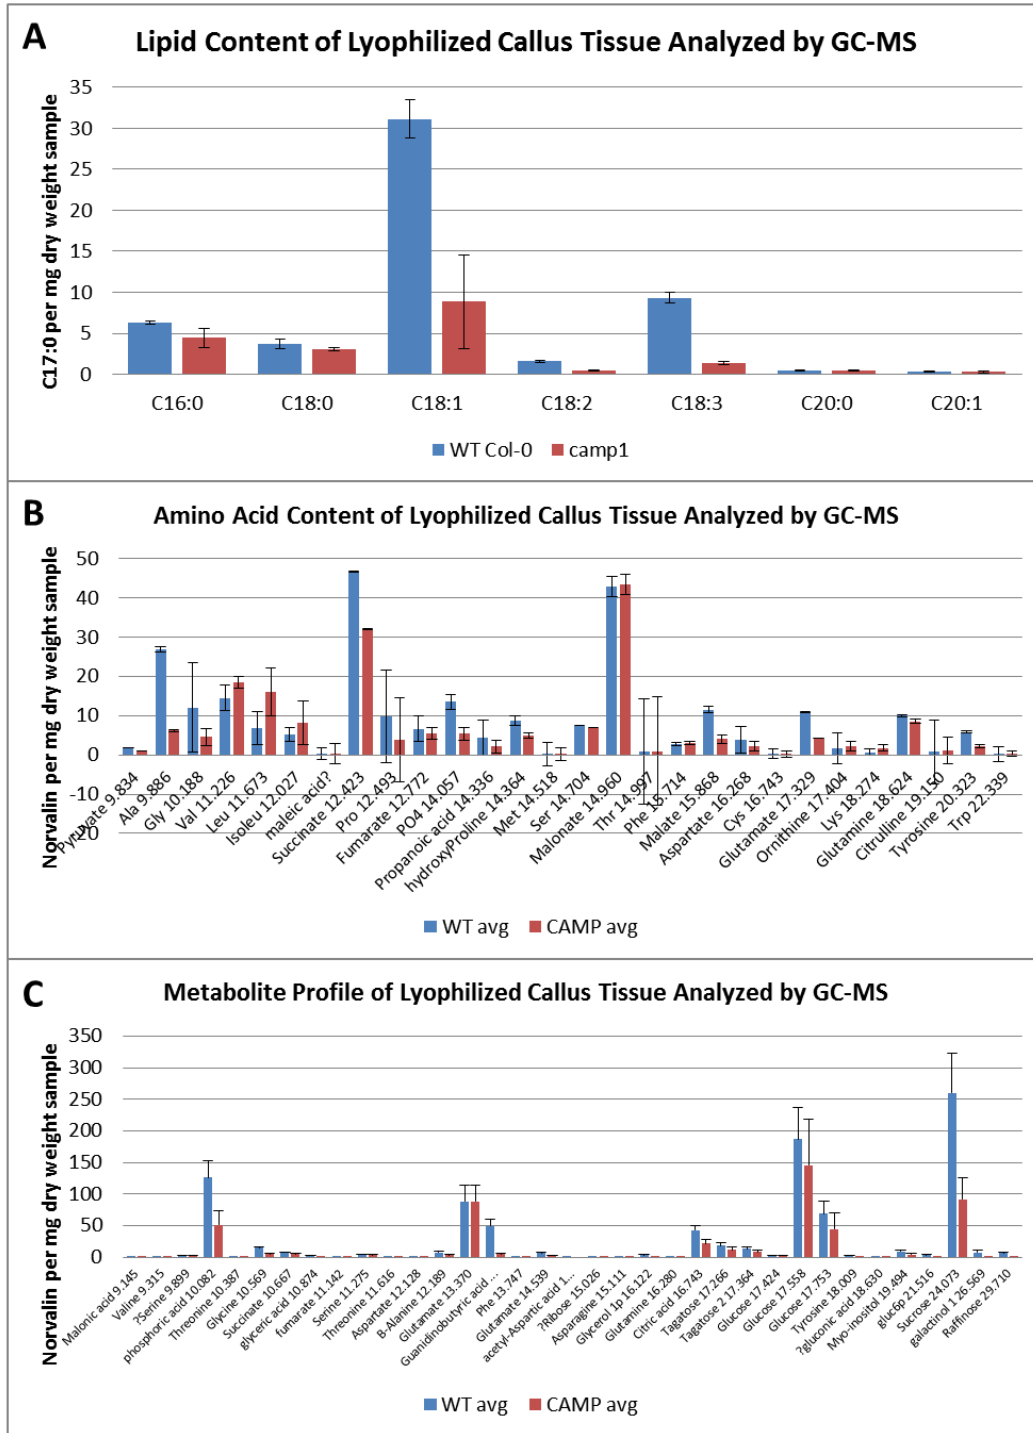 A
Lipid Content of Lyophilized Callus Tissue Analyzed by GC-MS
C17:0 per mg dry weight sample
35
30
25
20
15
10
5
0
C16:0 C18:0 C18:1 C18:2 C18:3 C20:0 C20:1
WT Col-0 camp1
B
Amino Acid Content of Lyophilized Callus Tissue Analyzed by GC-MS
Norvalin per mg dry weight sample
50
40
30
20
10
0
-10
20
Pyruvate 9.834
Ala 9.886
Gly 10.188
Val 11.226
Leu 11.673
Isoleu 12.027
maleic acid?
Succinate 12.423
Pro 12.493
Fumarate 12.772
PO4 14.057
Propanoic acid 14.336
hydroxyProline 14.364
Met 14.518
Ser 14.704
Malonate 14.960
Thr 14.997
Phe 15.714
Malate 15.868
Aspartate 16.268
Cys 16.743
Glutamate 17.329
Ornithine 17.404
Lys 18.274
Glutamine 18.624
Citrulline 19.150
Tyrosine 20.323
Trp 22.339
WT avg CAMP avg
C
Metabolite Profile of Lyophilized Callus Tissue Analyzed by GC-MS
Norvalin per mg dry weight sample
350
300
250
200
150
100
50
0
Malonic acid 9.145
Valine 9.315
?Serine 9.899
phosphoric acid 10.082
Threonine 10.387
Glycine 10.569
Succinate 10.667
glyceric acid 10.874
fumarate 11.142
Serine 11.275
Threonine 11.616
Aspartate 12.128
B-Alanine 12.189
Glutamate 13.370
Guanidinobutyric acid ...
Phe 13.747
Glutamate 14.539
acetyl-Aspartic acid 1...
?Ribose 15.026
Asparagine 15.111
Glycerol 1p 16.122
Glutamine 16.280
Citric acid 16.743
Tagatose 17.266
Tagatose 2 17.364
Glucose 17.424
Glucose 17.558
Glucose 17.753
Tyrosine 18.009
?gluconic acid 18.630
Myo-inositol 19.494
gluc6p 21.516
Sucrose 24.073
galactinol 1 26.569
Raffinose 29.710
WT avg CAMP avg